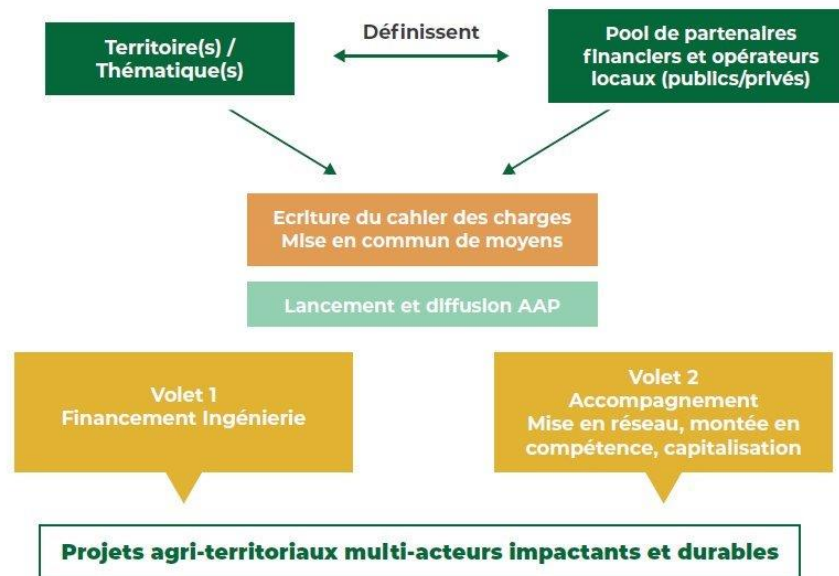 Territoire(s) /
Thématique(s)
Définissent
Pool de partenaires
financiers et opérateurs
locaux (publics/privés)
Ecriture du cahier des charges
Mise en commun de moyens
Lancement et diffusion AAP
Volet 1
Financement Ingénierie
Volet 2
Accompagnement
Mise en réseau, montée en
compétence, capitalisation
Projets agri-territoriaux multi-acteurs impactants et durables